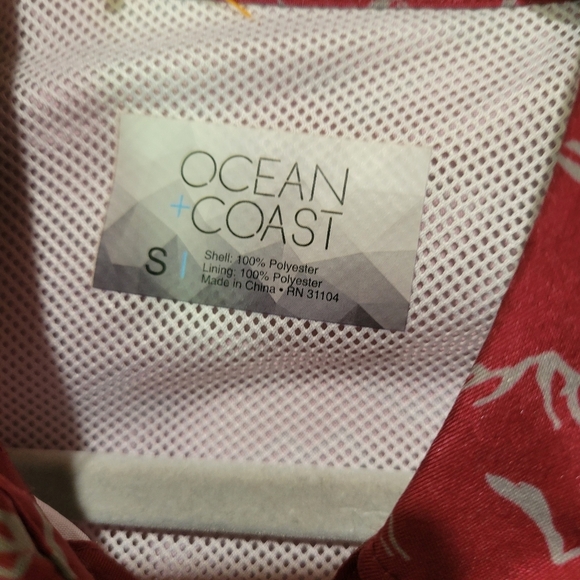 OCEAN
+COAST
S
Shell: 100% Polyester
Lining: 100% Polyester
Made in China • RN 31104